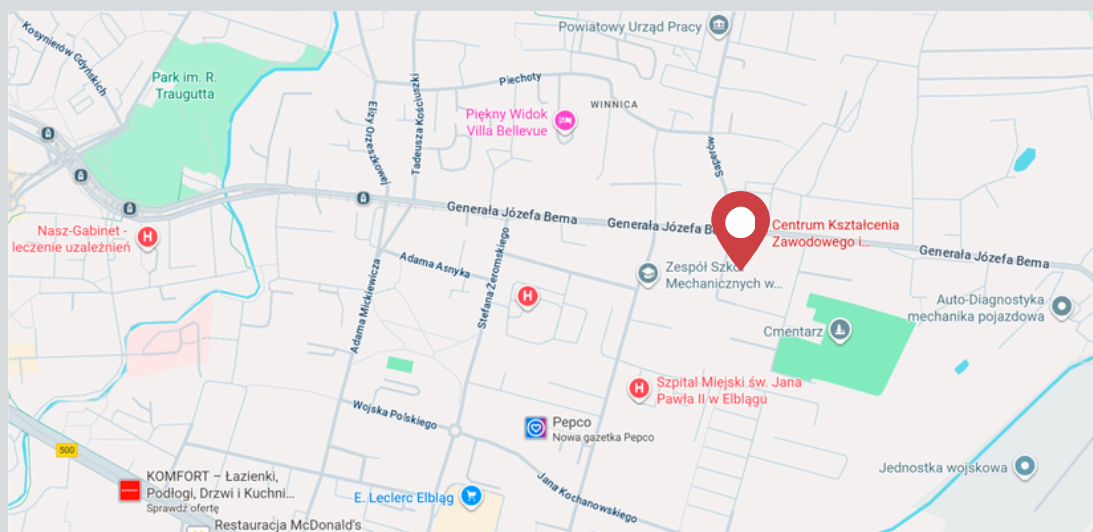 Kosynierów Gdyńskich
Powiatowy Urząd Pracy
Park im. R.
Traugutta
Piechoty
WINNICA
Elizy Orzeszkowej
Tadeusza Kościuszki
Piękny Widok
Villa Bellevue
Saperów
Generała Józefa Bema
Generała Józefa
Centrum Kształcenia
Zawodowego i...
Generała Józefa Bema
Nasz-Gabinet -
leczenie uzależnień
Adama Asnyka
Stefana Żeromskiego
Adama Mickiewicza
Zespół
Mechanicznych w...
Auto-Diagnostyka
mechanika pojazdowa
Cmentarz
Szpital Miejski św. Jana
Pawła II w Elblągu
Wojska Polskiego
Pepco
Nowa gazetka Pepco
500
Jana Kochanowskiego
Jednostka wojskowa
KOMFORT – Łazienki,
Podłogi, Drzwi i Kuchni...
Sprawdź ofertę
E. Leclerc Elbląg
Restauracja McDonald's